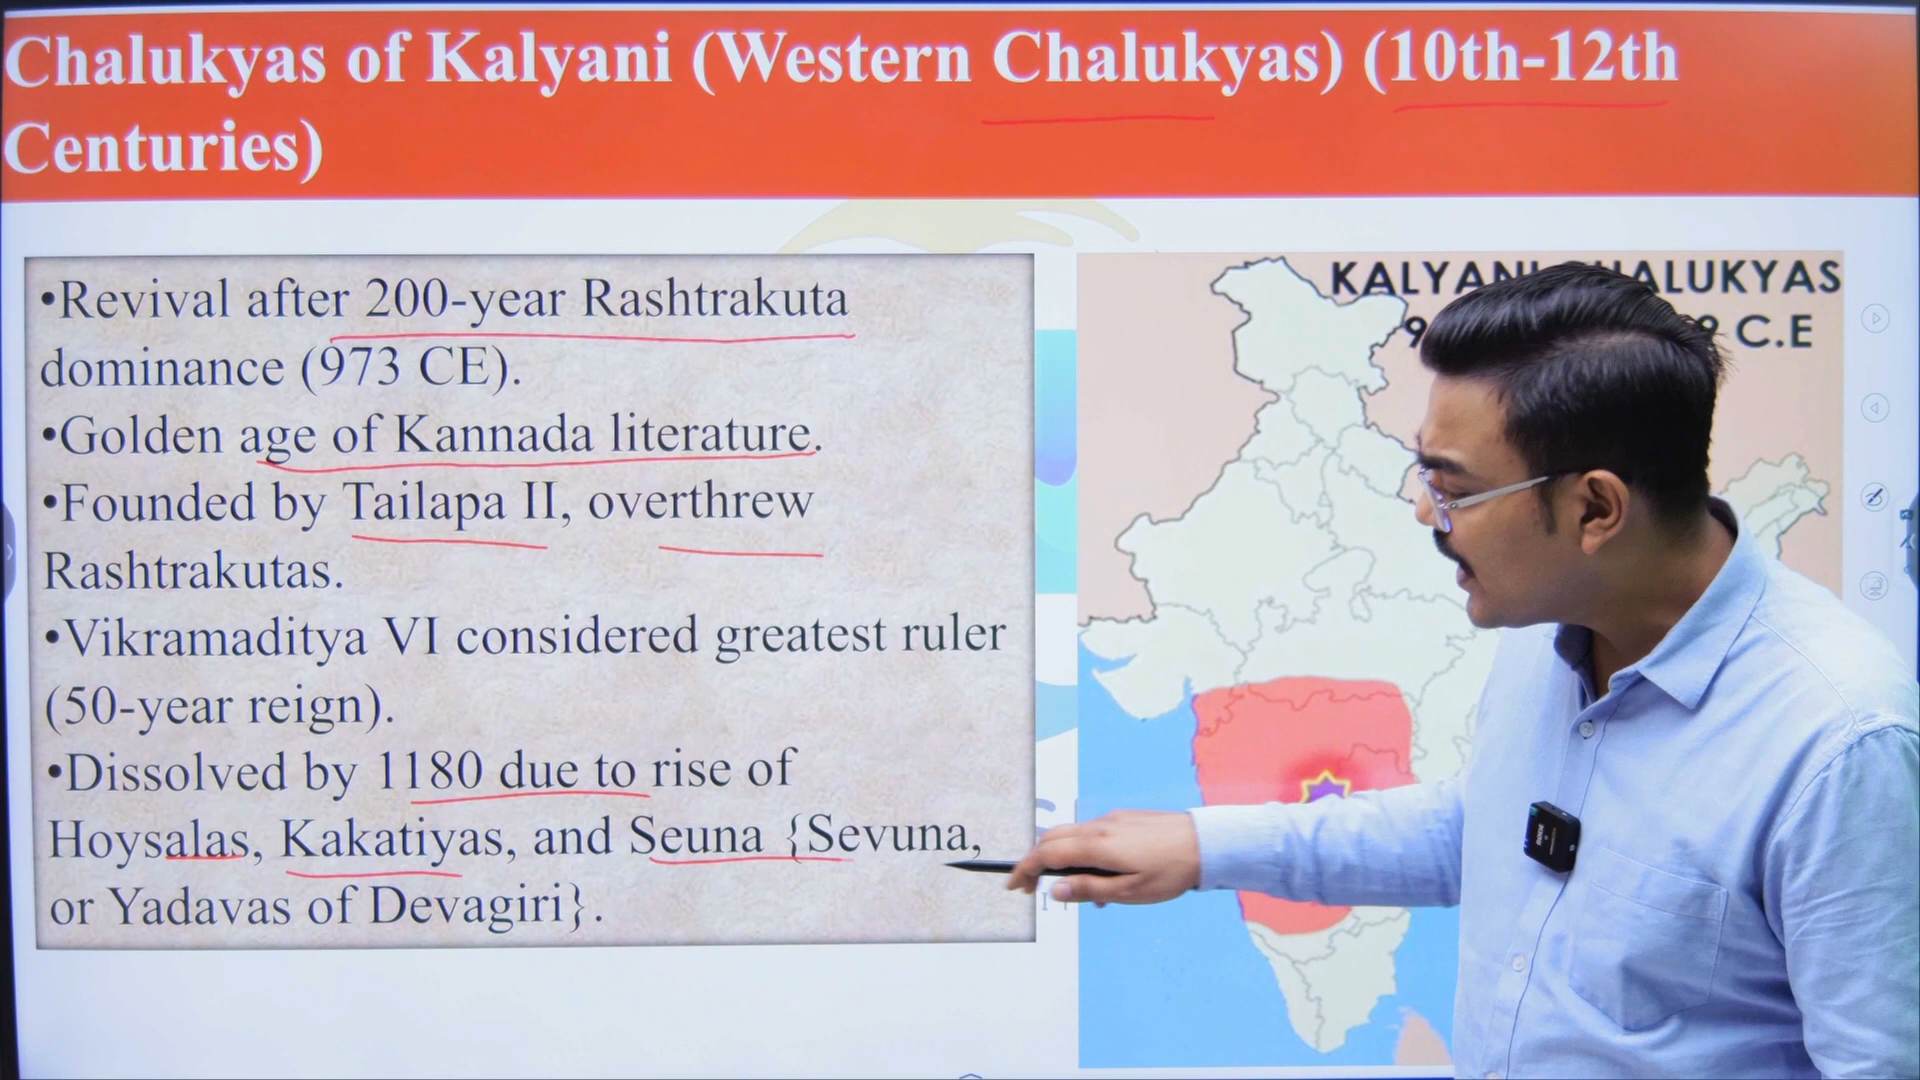 Chalukyas of Kalyani (Western Chalukyas) (10th-12th
Centuries)
•Revival after 200-year Rashtrakuta
dominance (973 CE).
•Golden age of Kannada literature.
•Founded by Tailapa II, overthrew
Rashtrakutas.
•Vikramaditya VI considered greatest ruler
(50-year reign).
•Dissolved by 1180 due to rise of
Hoysalas, Kakatiyas, and Seuna {Sevuna,
or Yadavas of Devagiri}.
KALYANI CHALUKYAS
C.E